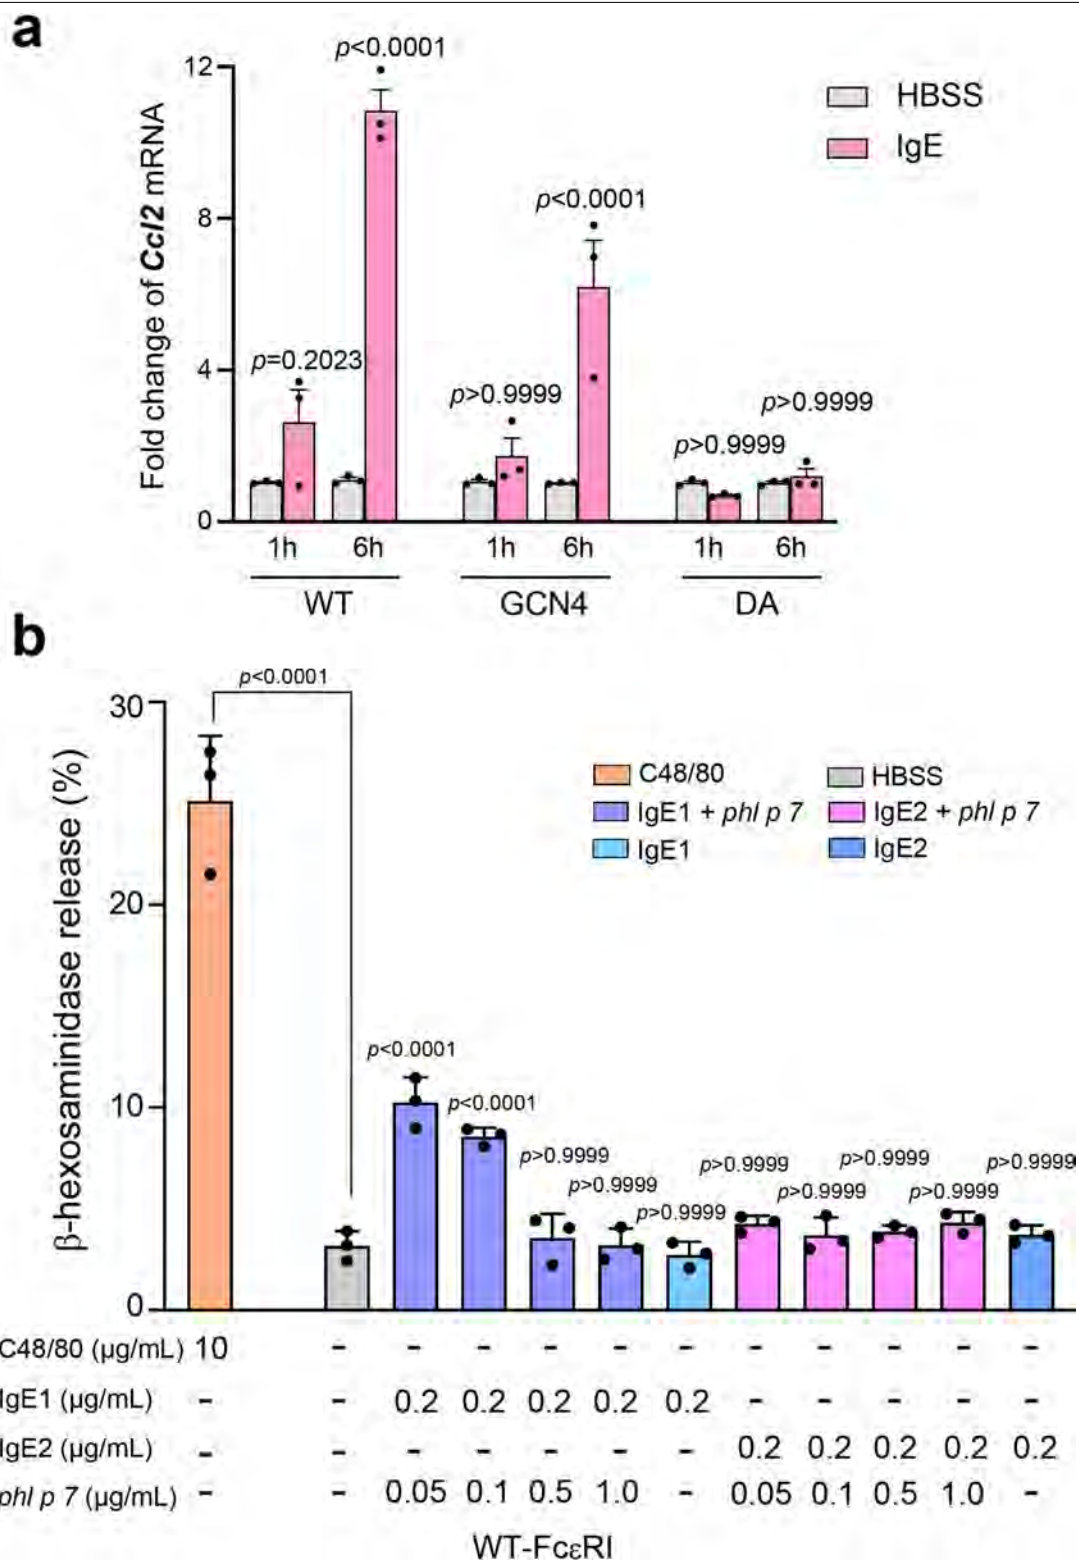 a
p<0.0001
12
HBSS
Fold change of Ccl2 mRNA
IgE
p<0.0001
8
p=0.2023
4
p>0.9999
p>0.9999
p>0.9999
0
1h 6h 1h 6h 1h 6h
WT GCN4 DA
b
p<0.0001
30
β-hexosaminidase release (%)
C48/80 HBSS
IgE1 + phl p 7 IgE2 + phl p 7
IgE1 IgE2
20
p<0.0001
10
p<0.0001
p>0.9999 p>0.9999 p>0.9999 p>0.9999
p>0.9999 p>0.9999 p>0.9999
p>0.9999
0
C48/80 (μg/mL) 10 - - - - - - - - - - -
IgE1 (μg/mL) - - 0.2 0.2 0.2 0.2 0.2 - - - - -
IgE2 (μg/mL) - - - - - - - 0.2 0.2 0.2 0.2 0.2
phl p 7 (μg/mL) - - 0.05 0.1 0.5 1.0 - 0.05 0.1 0.5 1.0 -
WT-FcεRI